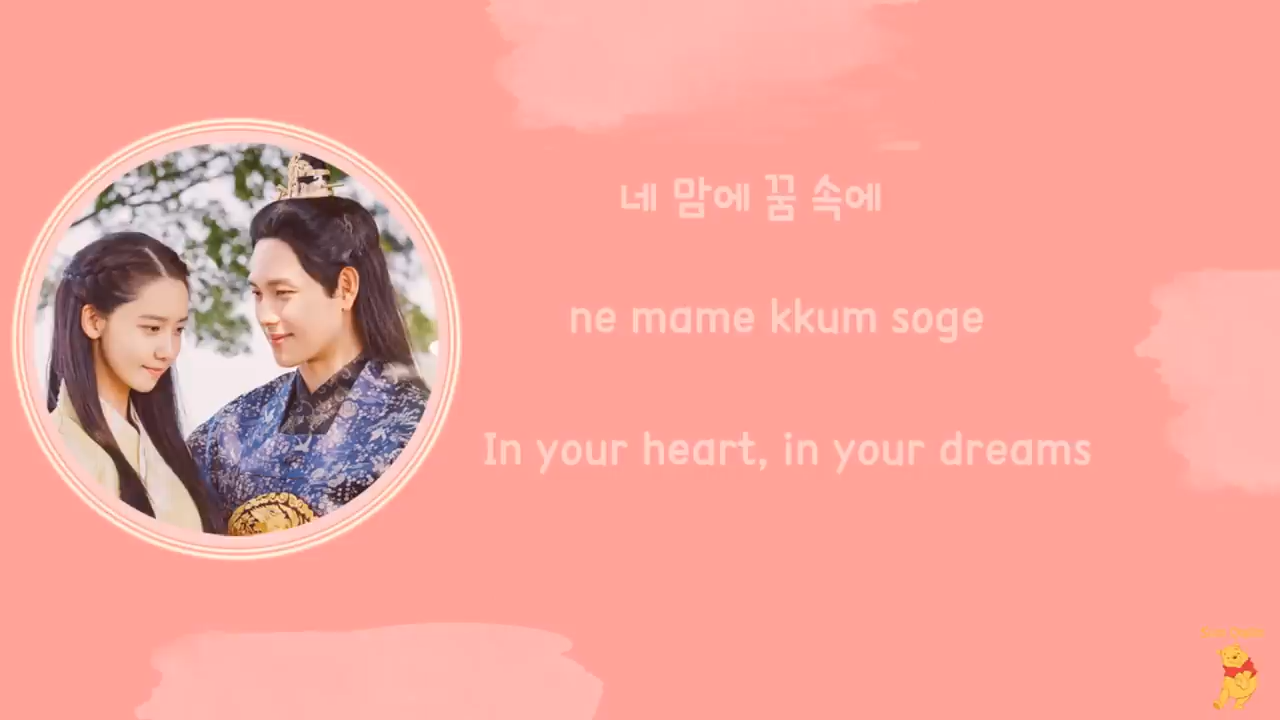 네 맘에 꿈 속에
ne mame kkum soge
In your heart, in your dreams